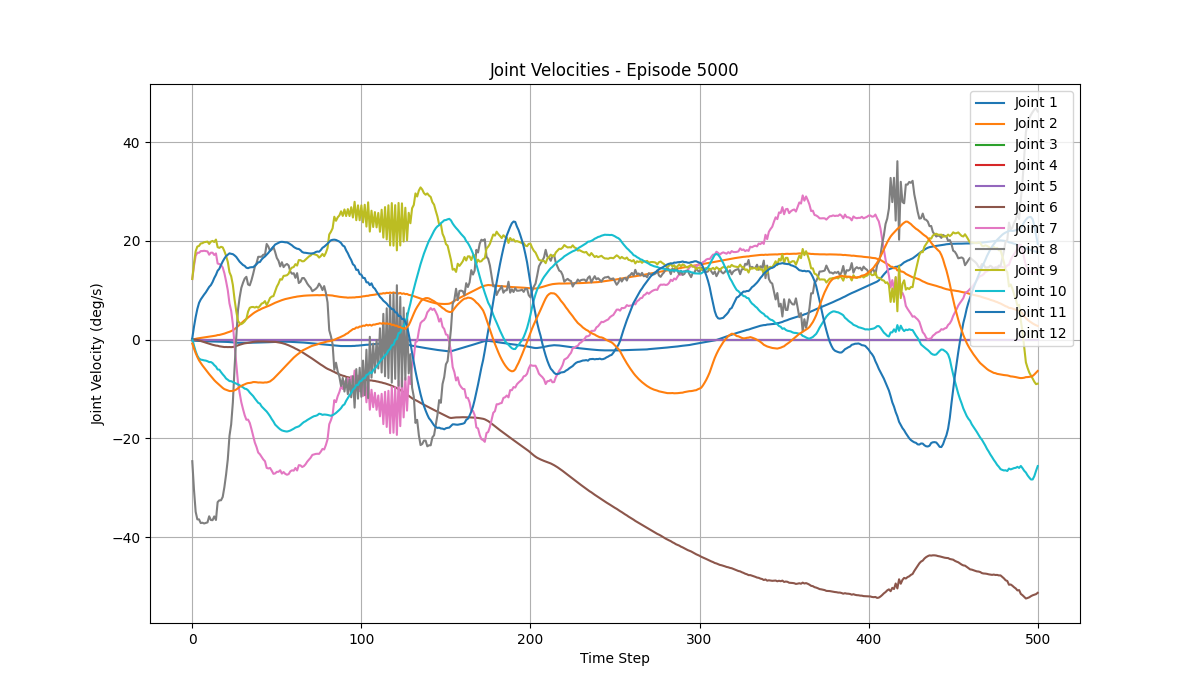 Joint Velocities - Episode 5000
Joint Velocity (deg/s)
40
20
0
−20
−40
0
100
200
300
400
500
Time Step
Joint 1
Joint 2
Joint 3
Joint 4
Joint 5
Joint 6
Joint 7
Joint 8
Joint 9
Joint 10
Joint 11
Joint 12